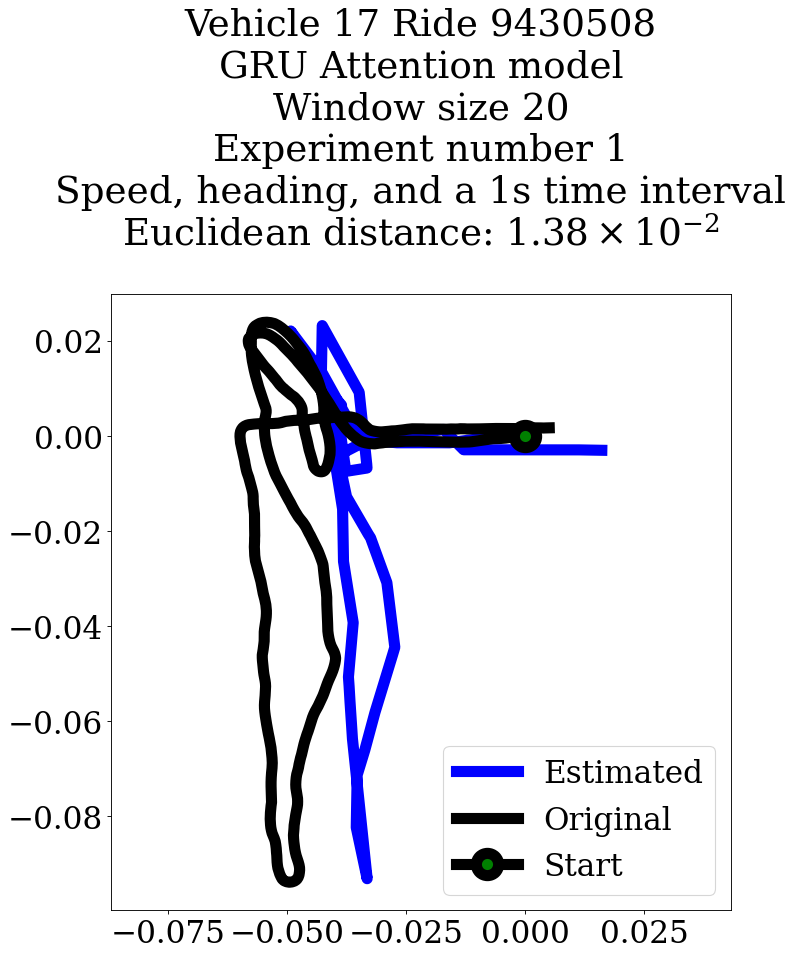 Vehicle 17 Ride 9430508
GRU Attention model
Window size 20
Experiment number 1
Speed, heading, and a 1s time interval
Euclidean distance: 1.38 × 10⁻²
0.02
0.00
−0.02
−0.04
−0.06
−0.08
Estimated
Original
Start
−0.075 −0.050 −0.025 0.000 0.025